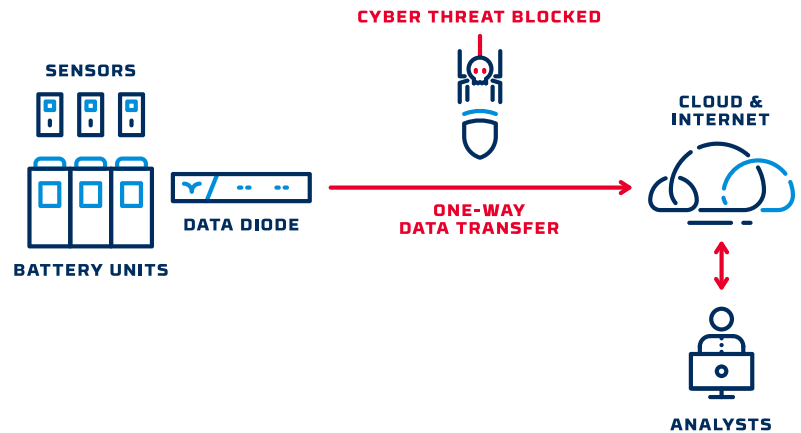 CYBER THREAT BLOCKED
SENSORS
CLOUD &
INTERNET
DATA DIODE
ONE-WAY
DATA TRANSFER
BATTERY UNITS
ANALYSTS